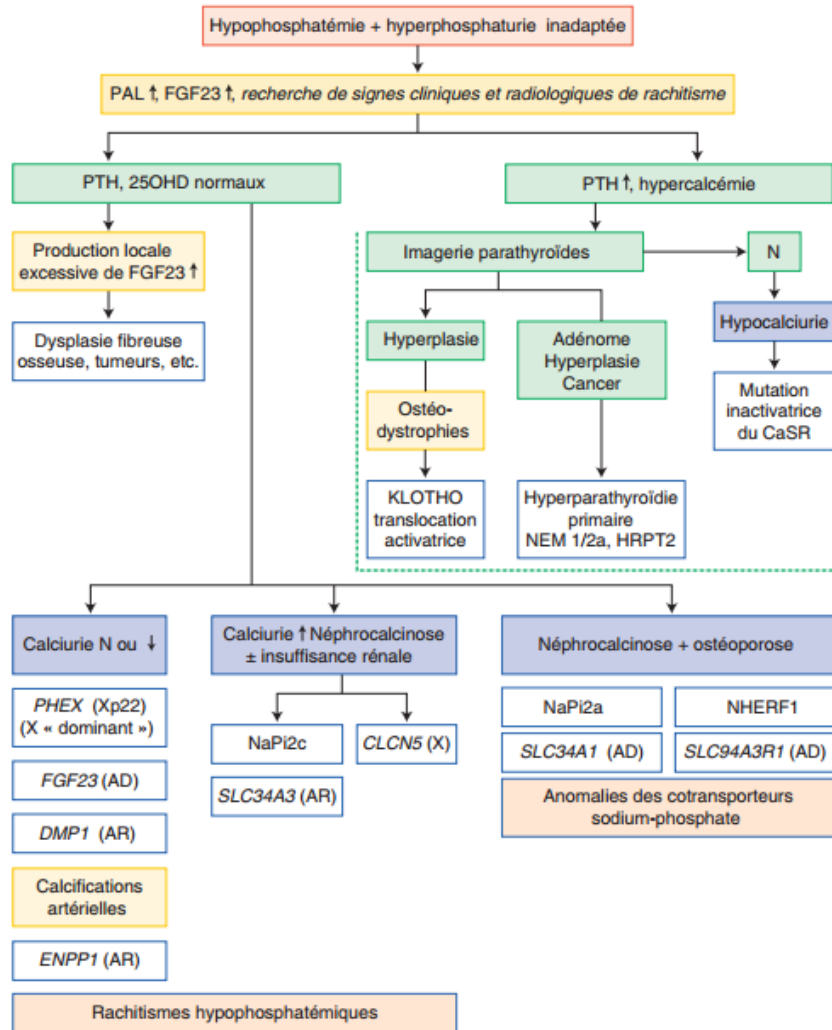 Hypophosphatémie + hyperphosphaturie inadaptée
PAL ↑, FGF23 ↑, recherche de signes cliniques et radiologiques de rachitisme
PTH, 25OHD normaux
PTH ↑, hypercalcémie
Production locale
excessive de FGF23 ↑
Dysplasie fibreuse
osseuse, tumeurs, etc.
Imagerie parathyroïdes
N
Hyperplasie
Adénome
Hyperplasie
Cancer
Hypocalciurie
Ostéo-
dystrophies
Mutation
inactivatrice
du CaSR
KLOTHO
translocation
activatrice
Hyperparathyroïdie
primaire
NEM 1/2a, HRPT2
Calciurie N ou ↓
Calciurie ↑ Néphrocalcinose
± insuffisance rénale
Néphrocalcinose + ostéoporose
PHEX (Xp22)
(X « dominant »)
FGF23 (AD)
DMP1 (AR)
Calcifications
artérielles
ENPP1 (AR)
NaPi2c
CLCN5 (X)
SLC34A3 (AR)
NaPi2a
NHERF1
SLC34A1 (AD)
SLC94A3R1 (AD)
Anomalies des cotransporteurs
sodium-phosphate
Rachitismes hypophosphatémiques